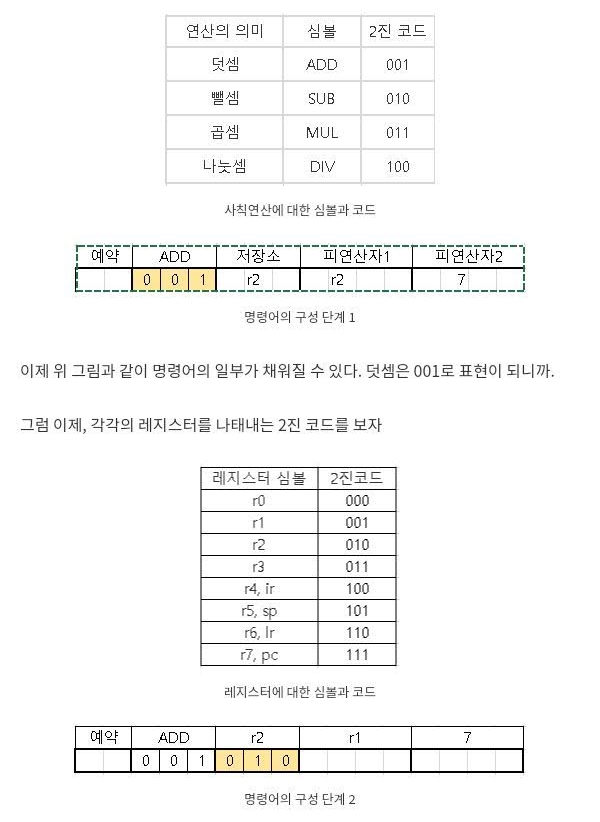 연산의 의미 심볼 2진 코드
덧셈 ADD 001
뺄셈 SUB 010
곱셈 MUL 011
나눗셈 DIV 100
사칙연산에 대한 심볼과 코드
예약 ADD 저장소 피연산자1 피연산자2
0 0 1 r2 r2 7
명령어의 구성 단계 1
이제 위 그림과 같이 명령어의 일부가 채워질 수 있다. 덧셈은 001로 표현이 되니까.
그럼 이제, 각각의 레지스터를 나태내는 2진 코드를 보자
레지스터 심볼 2진코드
r0 000
r1 001
r2 010
r3 011
r4, ir 100
r5, sp 101
r6, lr 110
r7, pc 111
레지스터에 대한 심볼과 코드
예약 ADD r2 r1 7
0 0 1 0 1 0
명령어의 구성 단계 2